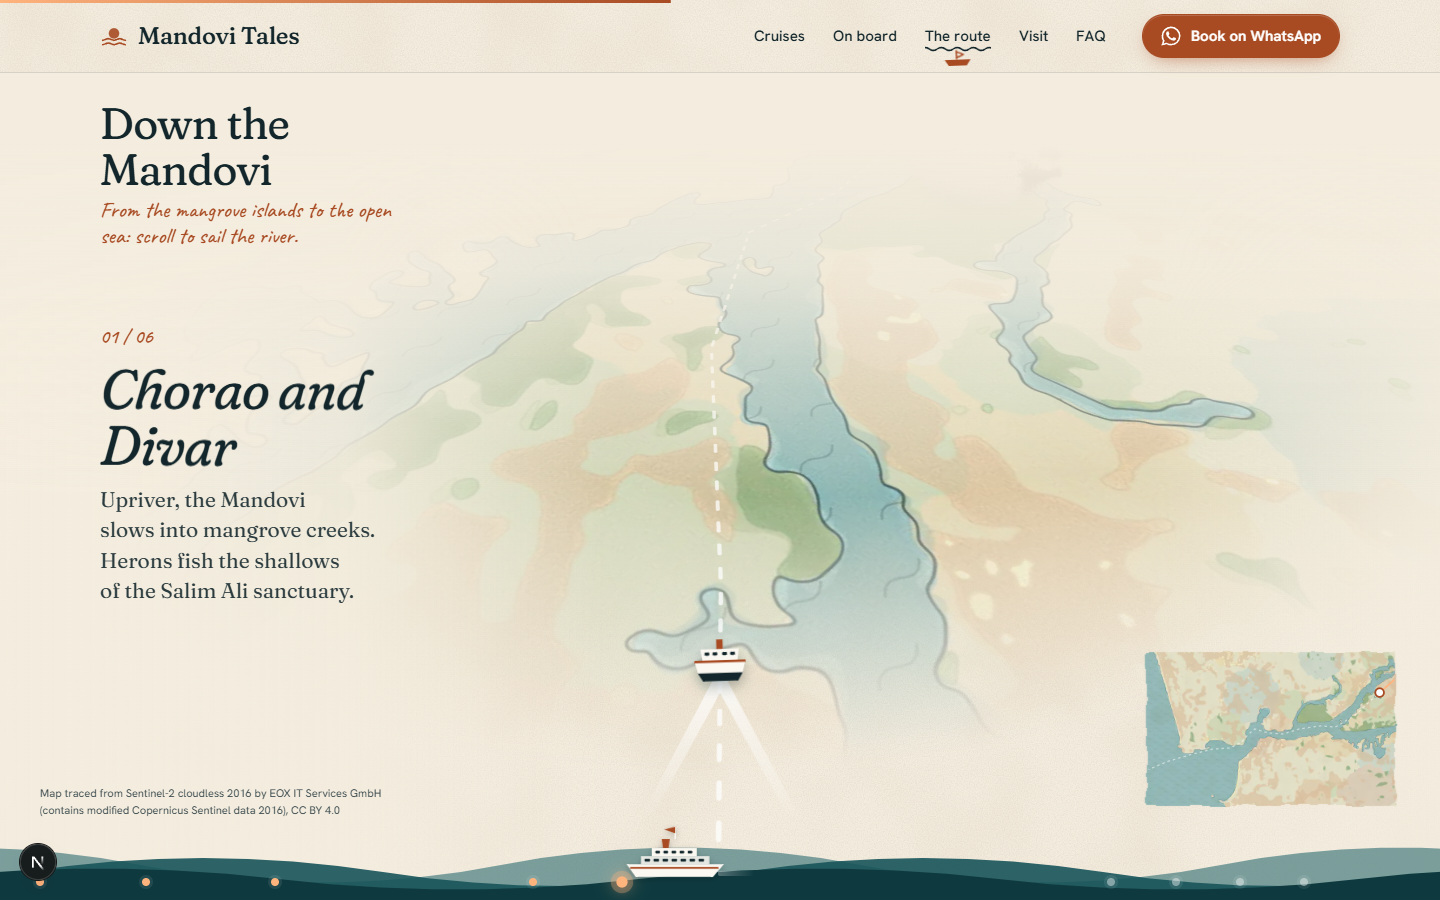 Mandovi Tales
Cruises
On board
The route
Visit
FAQ
Book on WhatsApp
Down the
Mandovi
From the mangrove islands to the open
sea: scroll to sail the river.
01 / 06
Chorao and
Divar
Upriver, the Mandovi
slows into mangrove creeks.
Herons fish the shallows
of the Salim Ali sanctuary.
Map traced from Sentinel-2 cloudless 2016 by EOX IT Services GmbH
(contains modified Copernicus Sentinel data 2016), CC BY 4.0
N